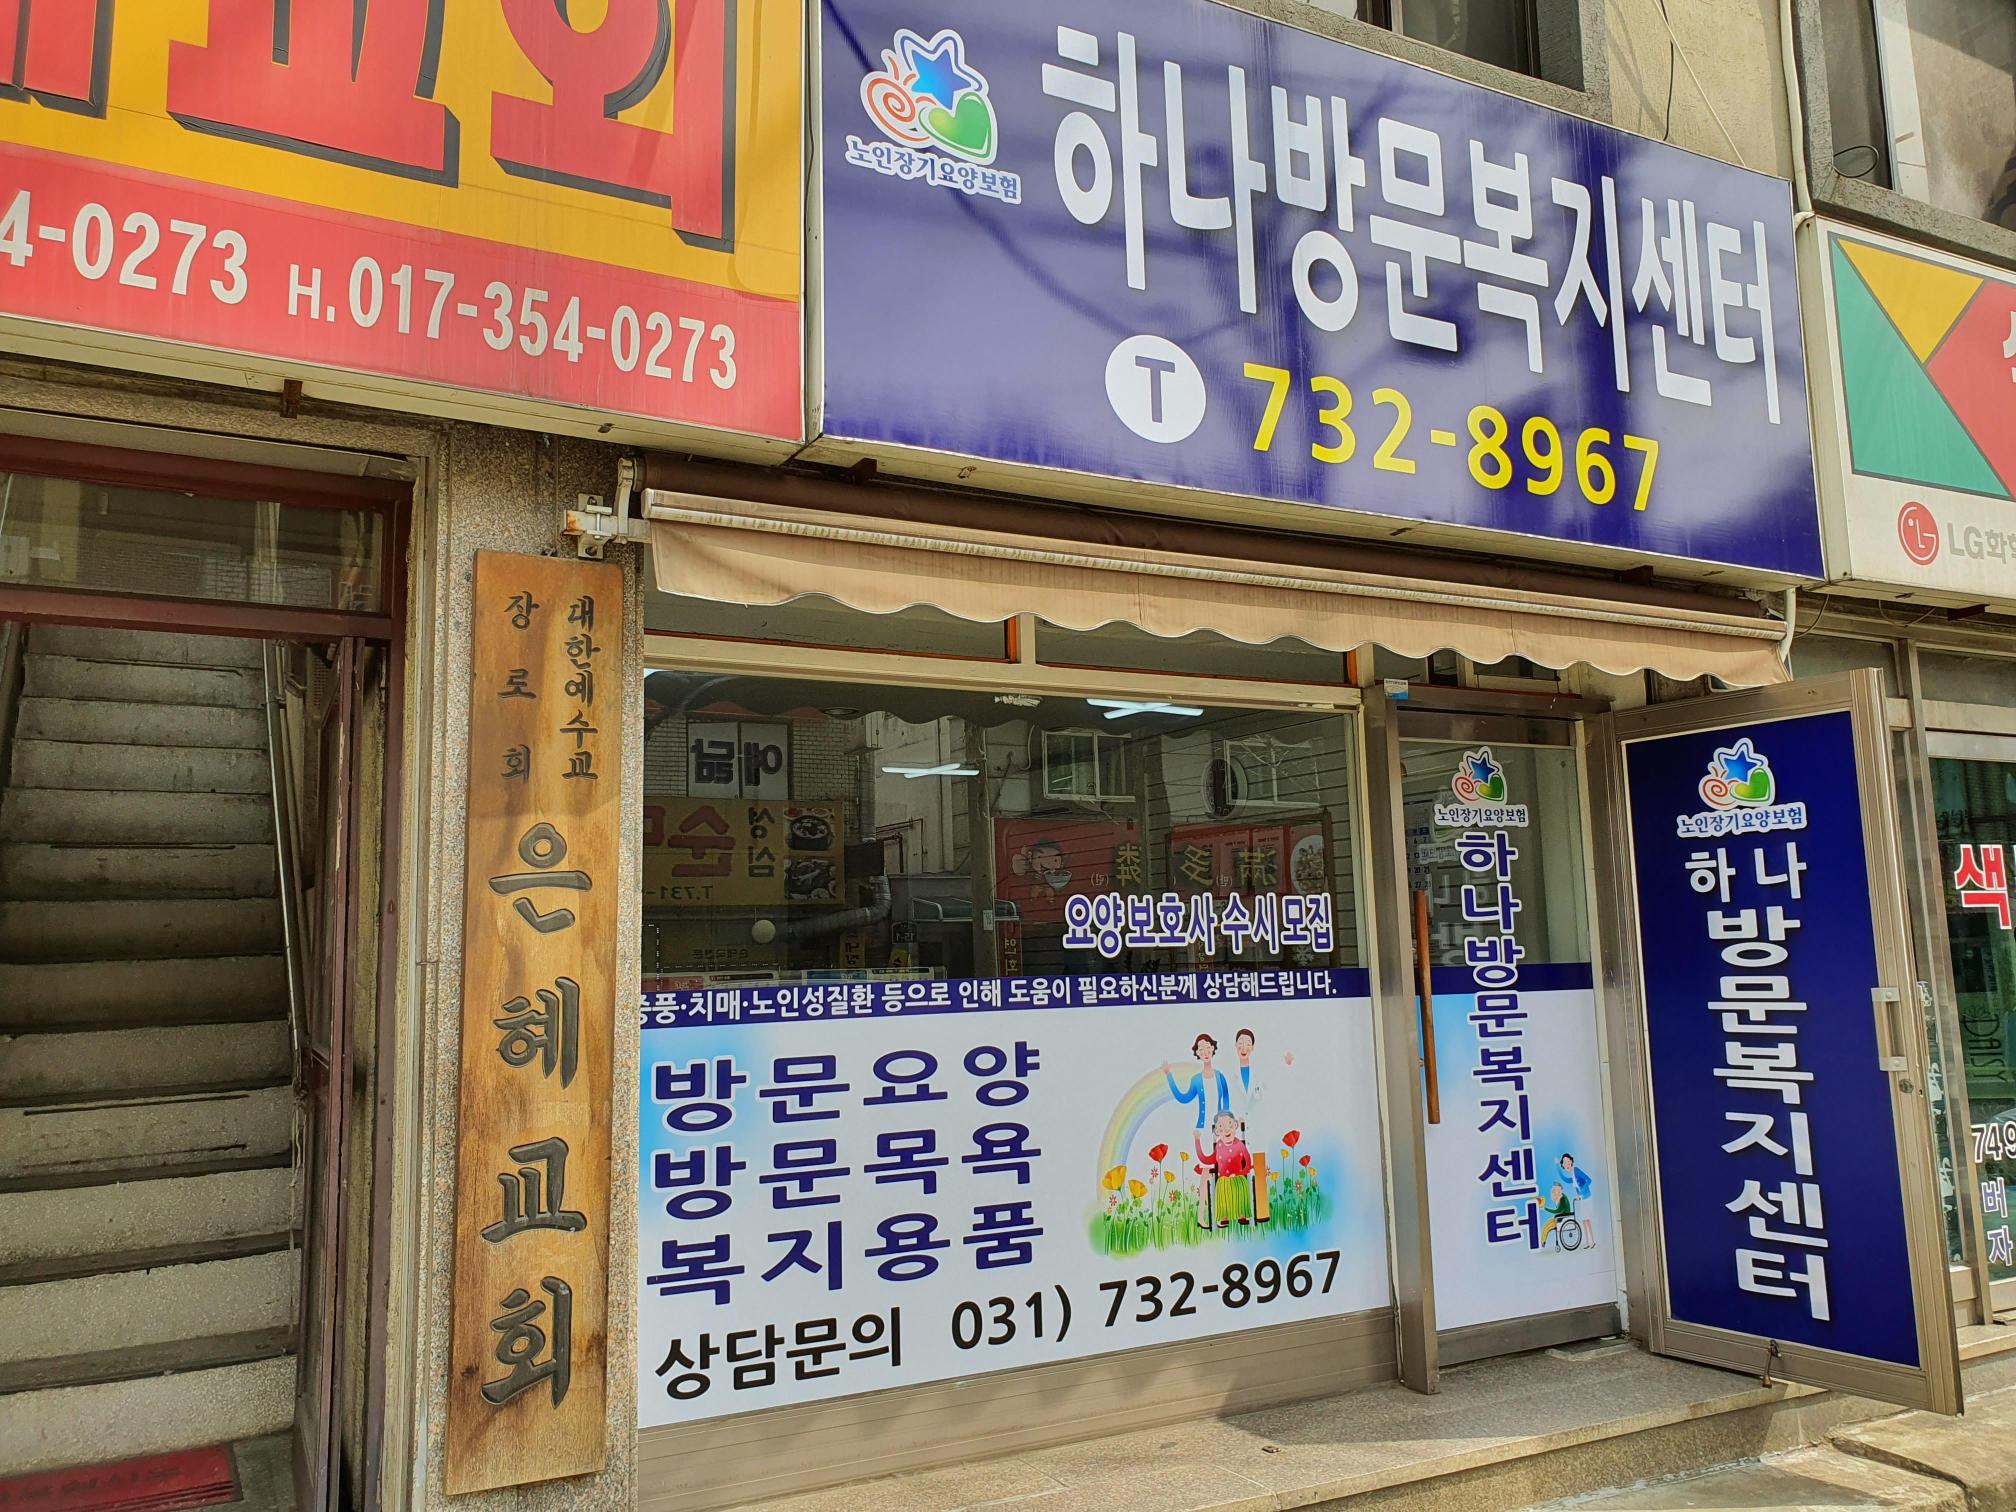 교회
4-0273 H.017-354-0273
노인장기요양보험
하나방문복지센터
T 732-8967
LG화학
대한예수교
장로회
은혜교회
요양보호사 수시모집
중풍·치매·노인성질환 등으로 인해 도움이 필요하신분께 상담해드립니다.
방문요양
방문목욕
복지용품
상담문의 031) 732-8967
노인장기요양보험
하나방문복지센터
노인장기요양보험
하나
방문복지센터
색
749
버
자